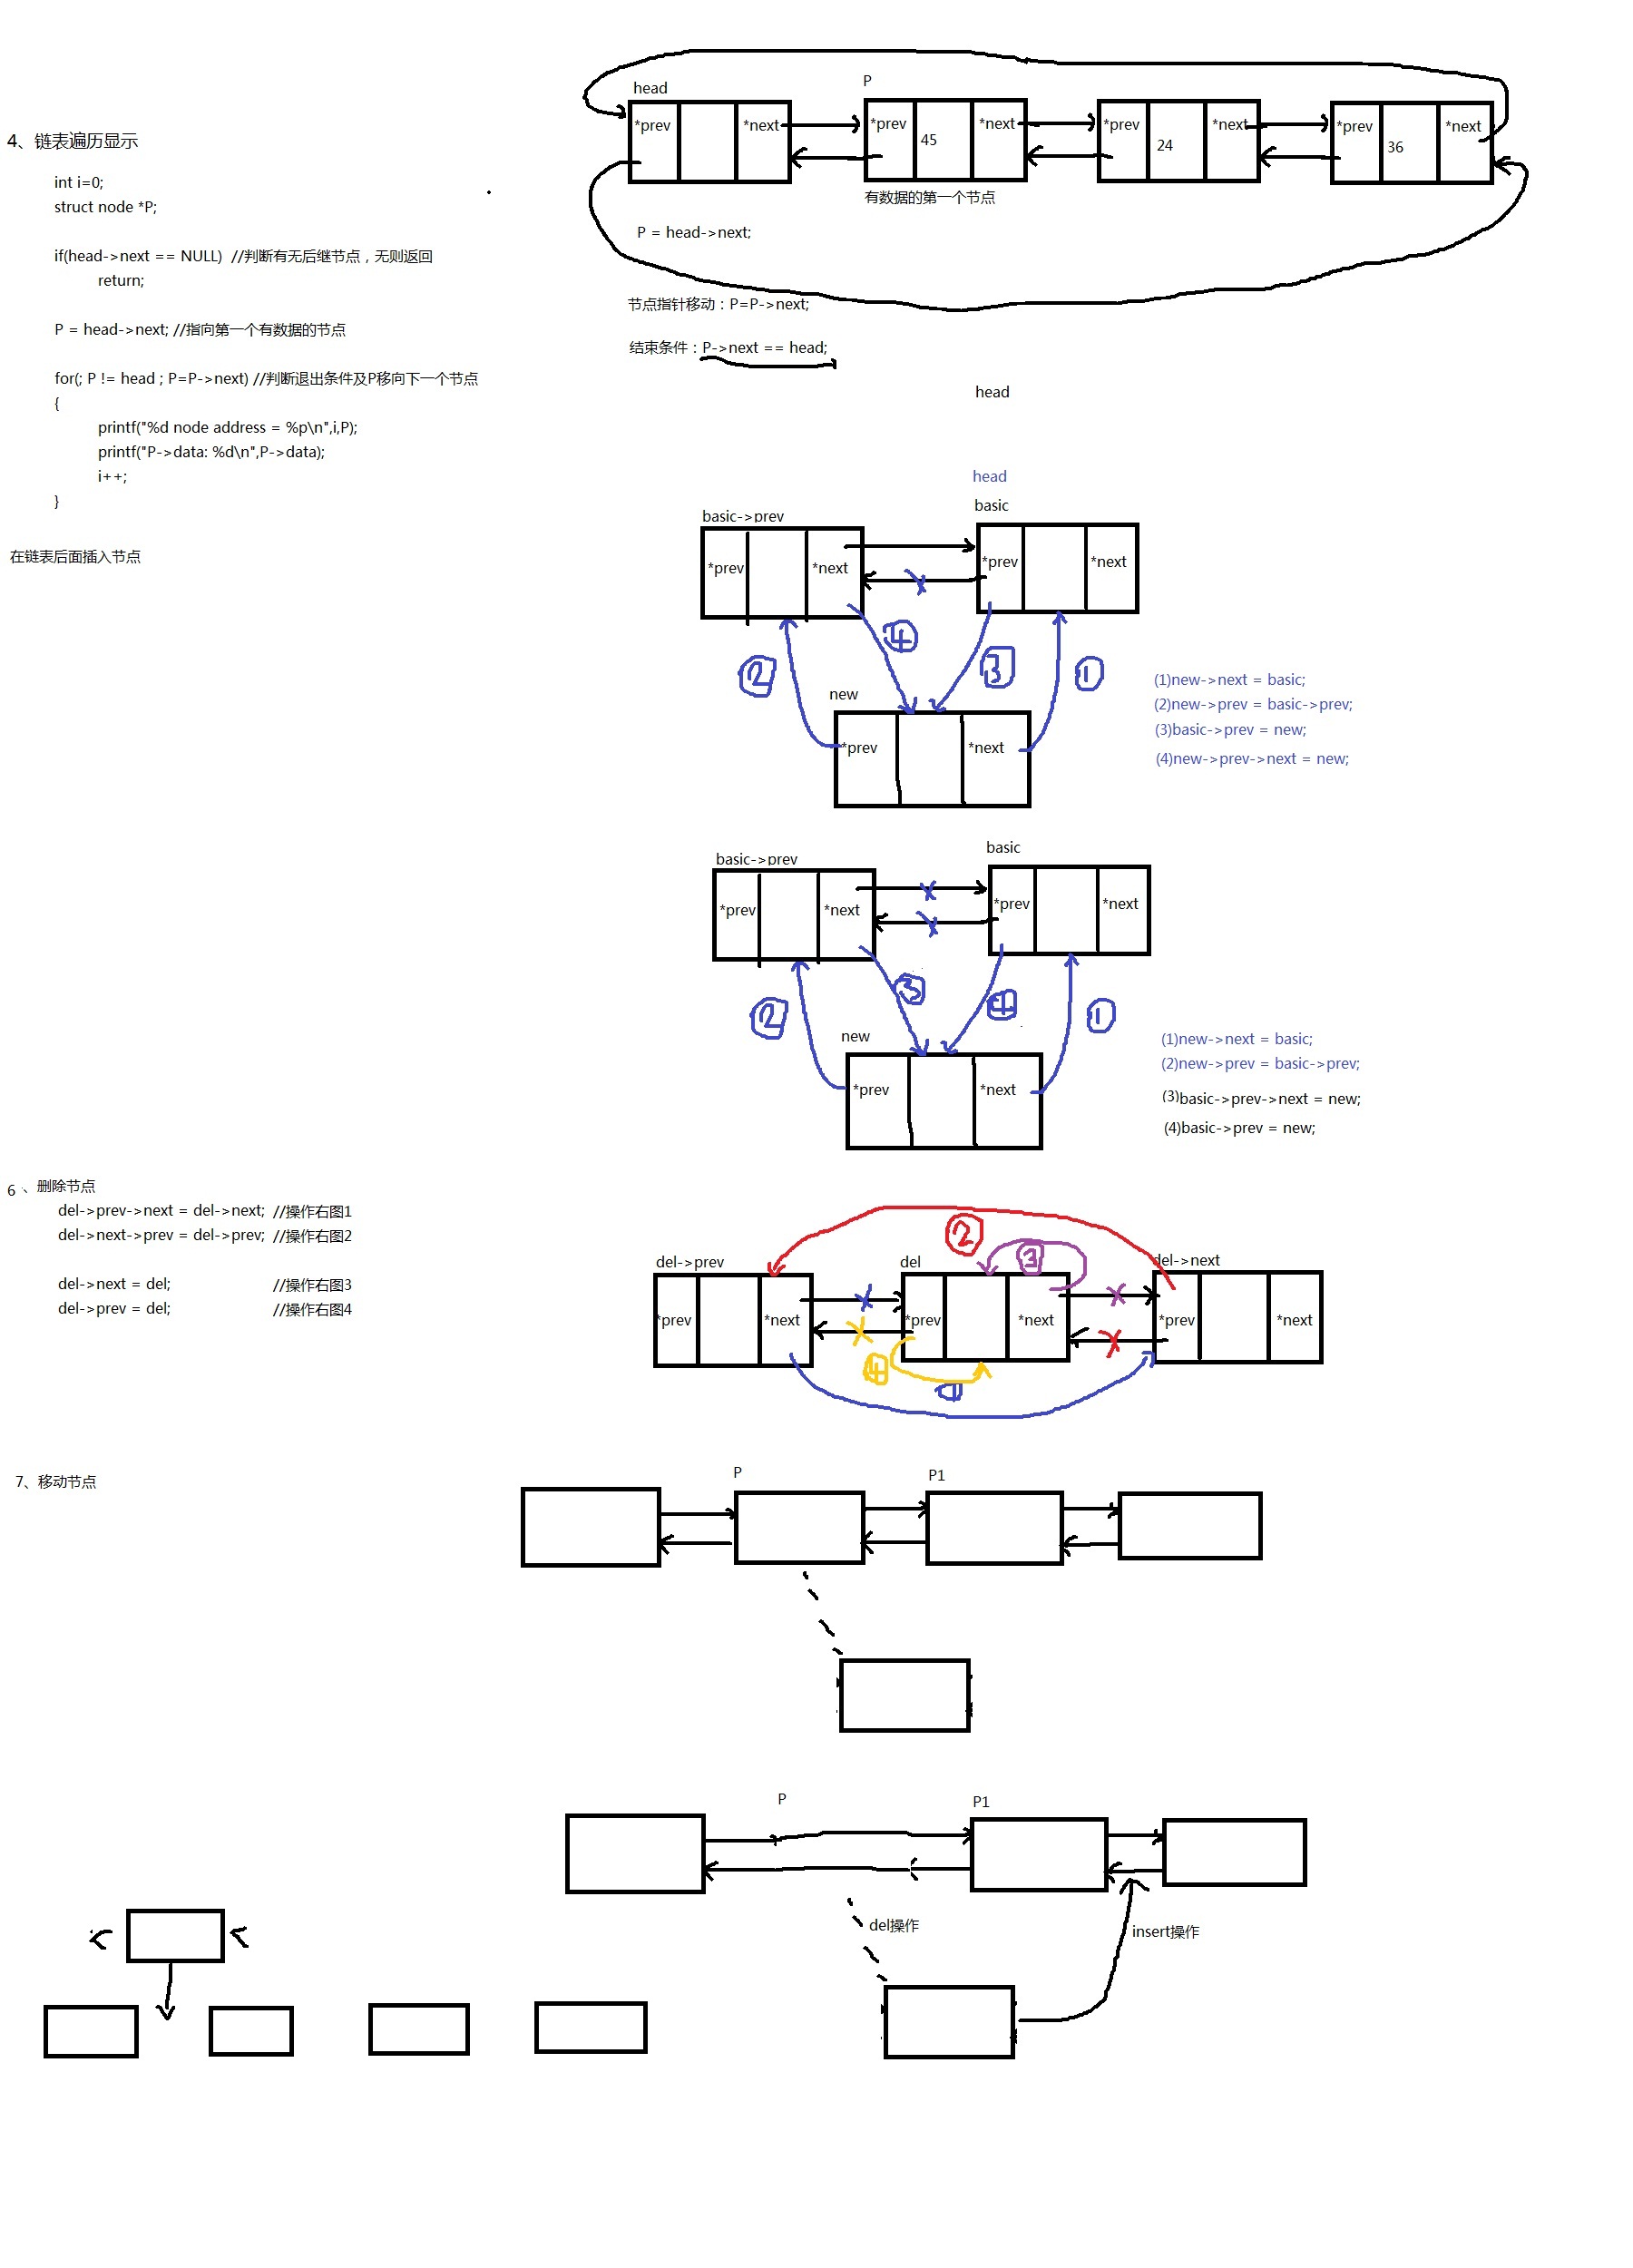 4、链表遍历显示
int i=0;
struct node *P;
if(head->next == NULL)  //判断有无后继节点，无则返回
return;
P = head->next; //指向第一个有数据的节点
for(; P != head ; P=P->next) //判断退出条件及P移向下一个节点
{
printf("%d node address = %p\n",i,P);
printf("P->data: %d\n",P->data);
i++;
}
head
P
*prev *next *prev 45 *next *prev 24 *next *prev 36 *next
有数据的第一个节点
P = head->next;
节点指针移动：P=P->next;
结束条件：P->next == head;
head
在链表后面插入节点
head
basic
basic->prev
*prev *next *prev *next
④ ③ ② ①
new
*prev *next
(1)new->next = basic;
(2)new->prev = basic->prev;
(3)basic->prev = new;
(4)new->prev->next = new;
basic
basic->prev
*prev *next *prev *next
③ ④ ② ①
new
*prev *next
(1)new->next = basic;
(2)new->prev = basic->prev;
(3)basic->prev->next = new;
(4)basic->prev = new;
6、删除节点
del->prev->next = del->next;  //操作右图1
del->next->prev = del->prev;  //操作右图2
del->next = del; //操作右图3
del->prev = del; //操作右图4
② ③
del->prev del del->next
*prev *next *prev *next *prev *next
④ ①
7、移动节点
P P1
P P1
del操作
insert操作